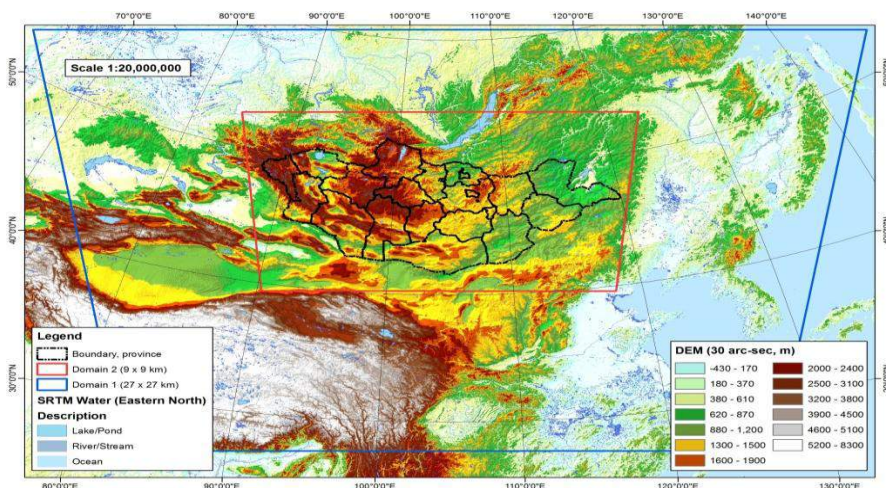 70°0'0"E 80°0'0"E 90°0'0"E 100°0'0"E 110°0'0"E 120°0'0"E 130°0'0"E 140°0'0"E
Scale 1:20,000,000
50°0'0"N
40°0'0"N
30°0'0"N
Legend
Boundary, province
Domain 2 (9 x 9 km)
Domain 1 (27 x 27 km)
SRTM Water (Eastern North)
Description
Lake/Pond
River/Stream
Ocean
DEM (30 arc-sec, m)
-430 - 170
180 - 370
380 - 610
620 - 870
880 - 1,200
1300 - 1500
1600 - 1900
2000 - 2400
2500 - 3100
3200 - 3800
3900 - 4500
4600 - 5100
5200 - 8300
80°0'0"E 90°0'0"E 100°0'0"E 110°0'0"E 120°0'0"E 130°0'0"E